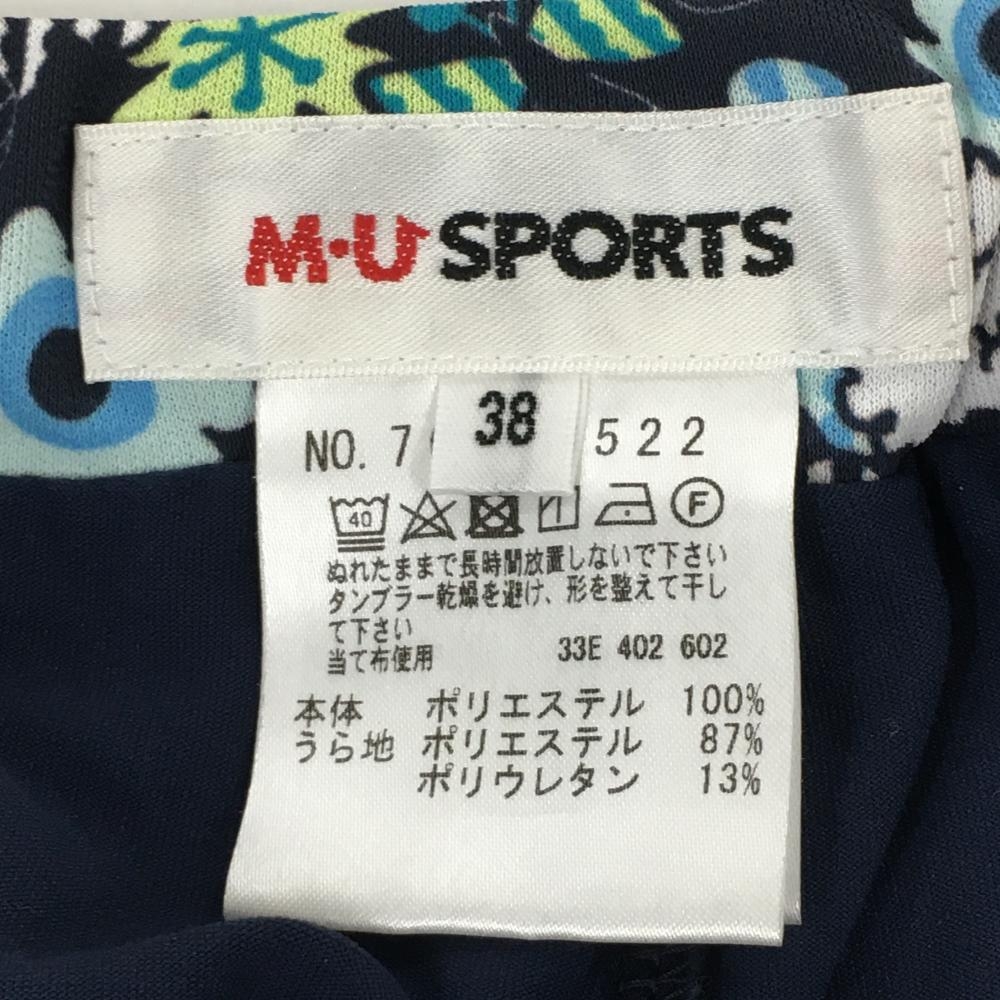 M・U SPORTS
38
NO. 7 522
40 F
ぬれたままで長時間放置しないで下さい
タンブラー乾燥を避け、形を整えて干し
て下さい
当て布使用 33E 402 602
本体 ポリエステル 100%
うら地 ポリエステル 87%
ポリウレタン 13%